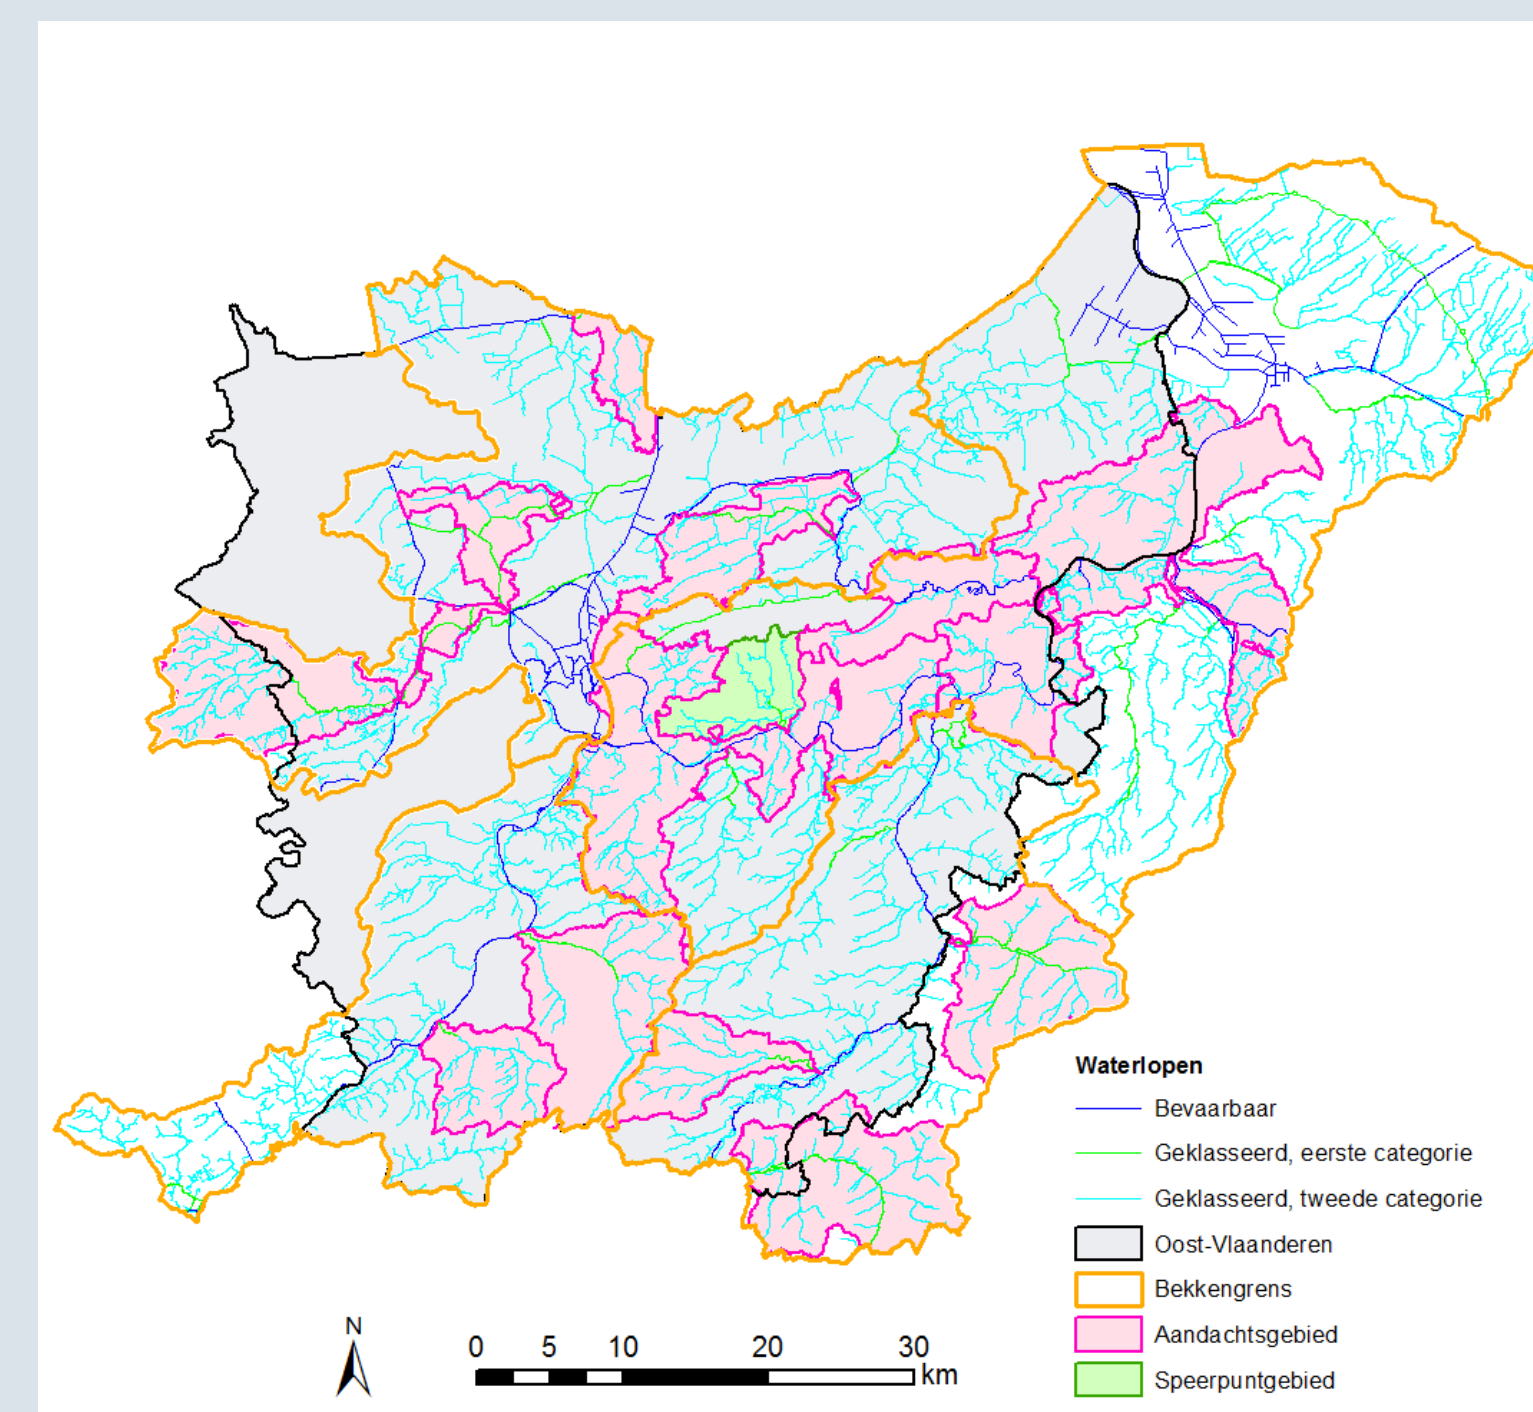 Waterlopen
Bevaarbaar
Geklasseerd, eerste categorie
Geklasseerd, tweede categorie
Oost-Vlaanderen
Bekkengrens
Aandachtsgebied
Speerpuntgebied
N
0 5 10 20 30
km